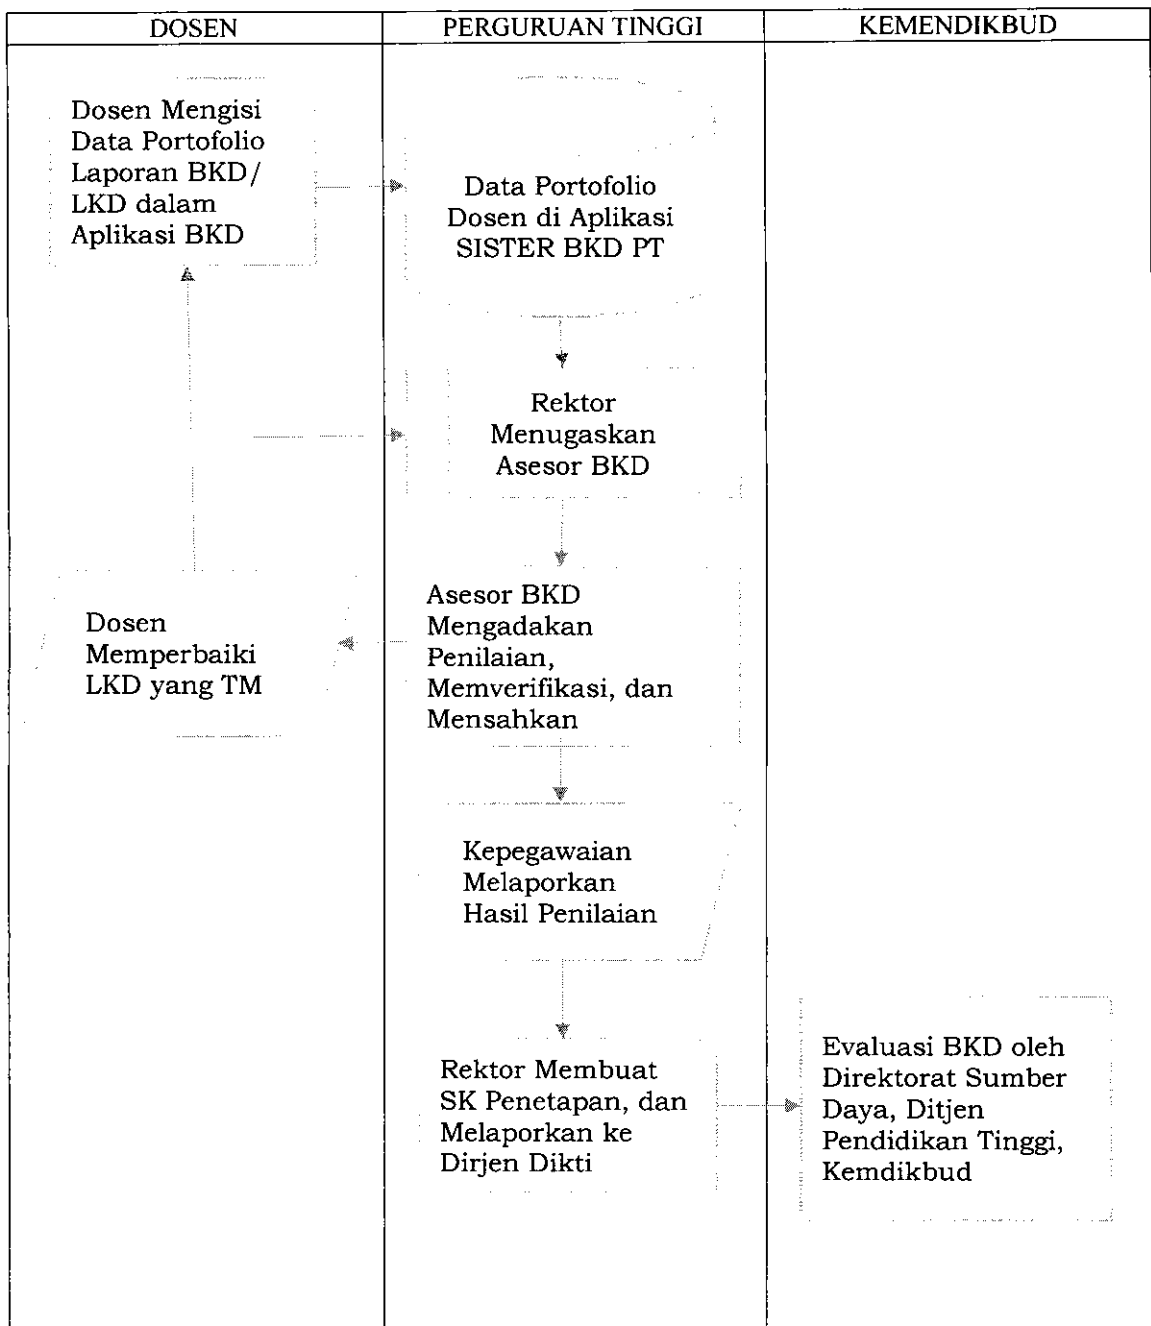 DOSEN
PERGURUAN TINGGI
KEMENDIKBUD
Dosen Mengisi
Data Portofolio
Laporan BKD/
LKD dalam
Aplikasi BKD
Data Portofolio
Dosen di Aplikasi
SISTER BKD PT
Rektor
Menugaskan
Asesor BKD
Asesor BKD
Mengadakan
Penilaian,
Memverifikasi, dan
Mensahkan
Dosen
Memperbaiki
LKD yang TM
Kepegawaian
Melaporkan
Hasil Penilaian
Rektor Membuat
SK Penetapan, dan
Melaporkan ke
Dirjen Dikti
Evaluasi BKD oleh
Direktorat Sumber
Daya, Ditjen
Pendidikan Tinggi,
Kemdikbud